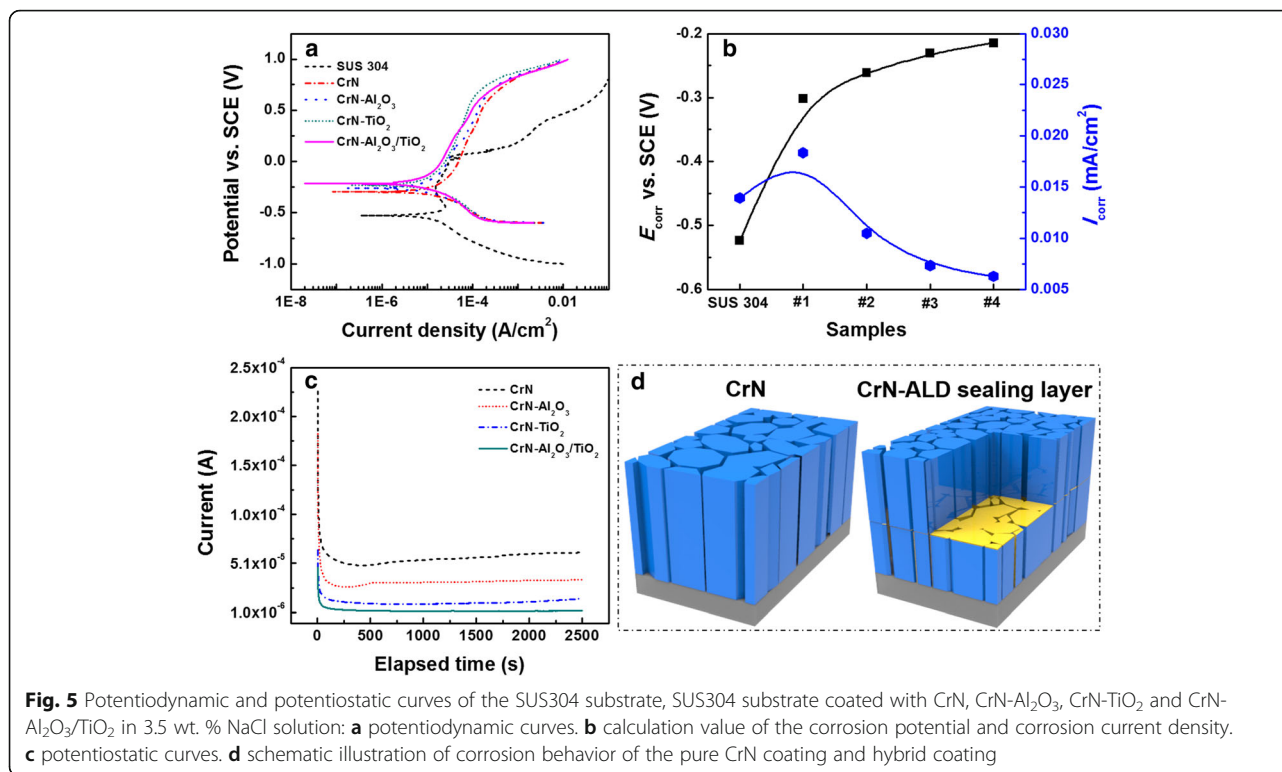 a
SUS 304
CrN
CrN-Al₂O₃
CrN-TiO₂
CrN-Al₂O₃/TiO₂
Potential vs. SCE (V)
1.0
0.5
0.0
-0.5
-1.0
1E-8
1E-6
1E-4
0.01
Current density (A/cm²)
b
E_corr vs. SCE (V)
-0.2
-0.3
-0.4
-0.5
-0.6
SUS 304
#1
#2
#3
#4
Samples
0.030
0.025
0.020
0.015
0.010
0.005
I_corr (mA/cm²)
c
CrN
CrN-Al₂O₃
CrN-TiO₂
CrN-Al₂O₃/TiO₂
Current (A)
2.5x10⁻⁴
2.0x10⁻⁴
1.5x10⁻⁴
1.0x10⁻⁴
5.1x10⁻⁵
1.0x10⁻⁶
0
500
1000
1500
2000
2500
Elapsed time (s)
d
CrN
CrN-ALD sealing layer
Fig. 5 Potentiodynamic and potentiostatic curves of the SUS304 substrate, SUS304 substrate coated with CrN, CrN-Al₂O₃, CrN-TiO₂ and CrN-
Al₂O₃/TiO₂ in 3.5 wt. % NaCl solution: a potentiodynamic curves. b calculation value of the corrosion potential and corrosion current density.
c potentiostatic curves. d schematic illustration of corrosion behavior of the pure CrN coating and hybrid coating